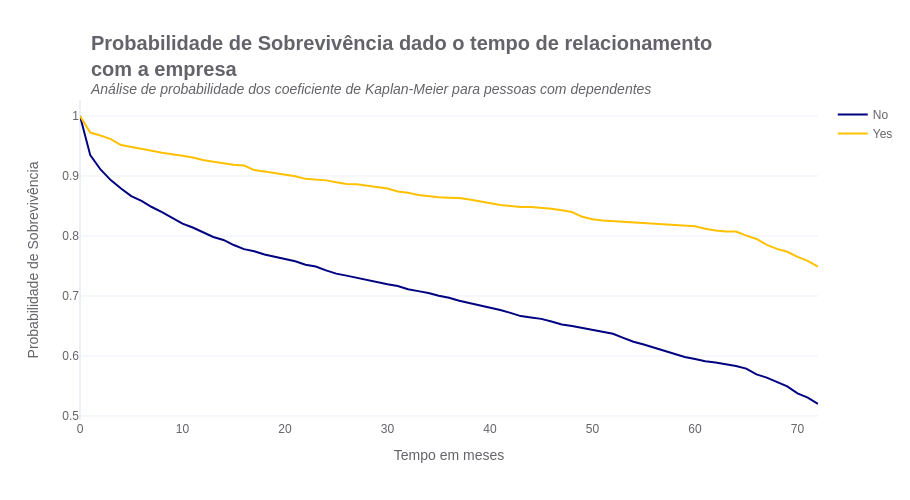 Probabilidade de Sobrevivência dado o tempo de relacionamento
com a empresa
Análise de probabilidade dos coeficiente de Kaplan-Meier para pessoas com dependentes
No
Yes
Probabilidade de Sobrevivência
1
0.9
0.8
0.7
0.6
0.5
0 10 20 30 40 50 60 70
Tempo em meses